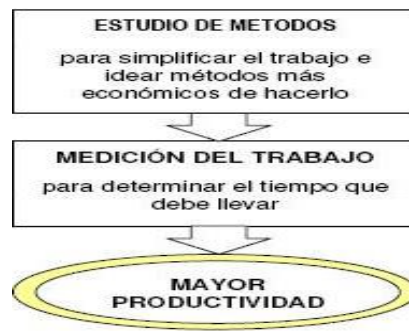 ESTUDIO DE METODOS
para simplificar el trabajo e
idear métodos más
económicos de hacerlo
MEDICIÓN DEL TRABAJO
para determinar el tiempo que
debe llevar
MAYOR
PRODUCTIVIDAD